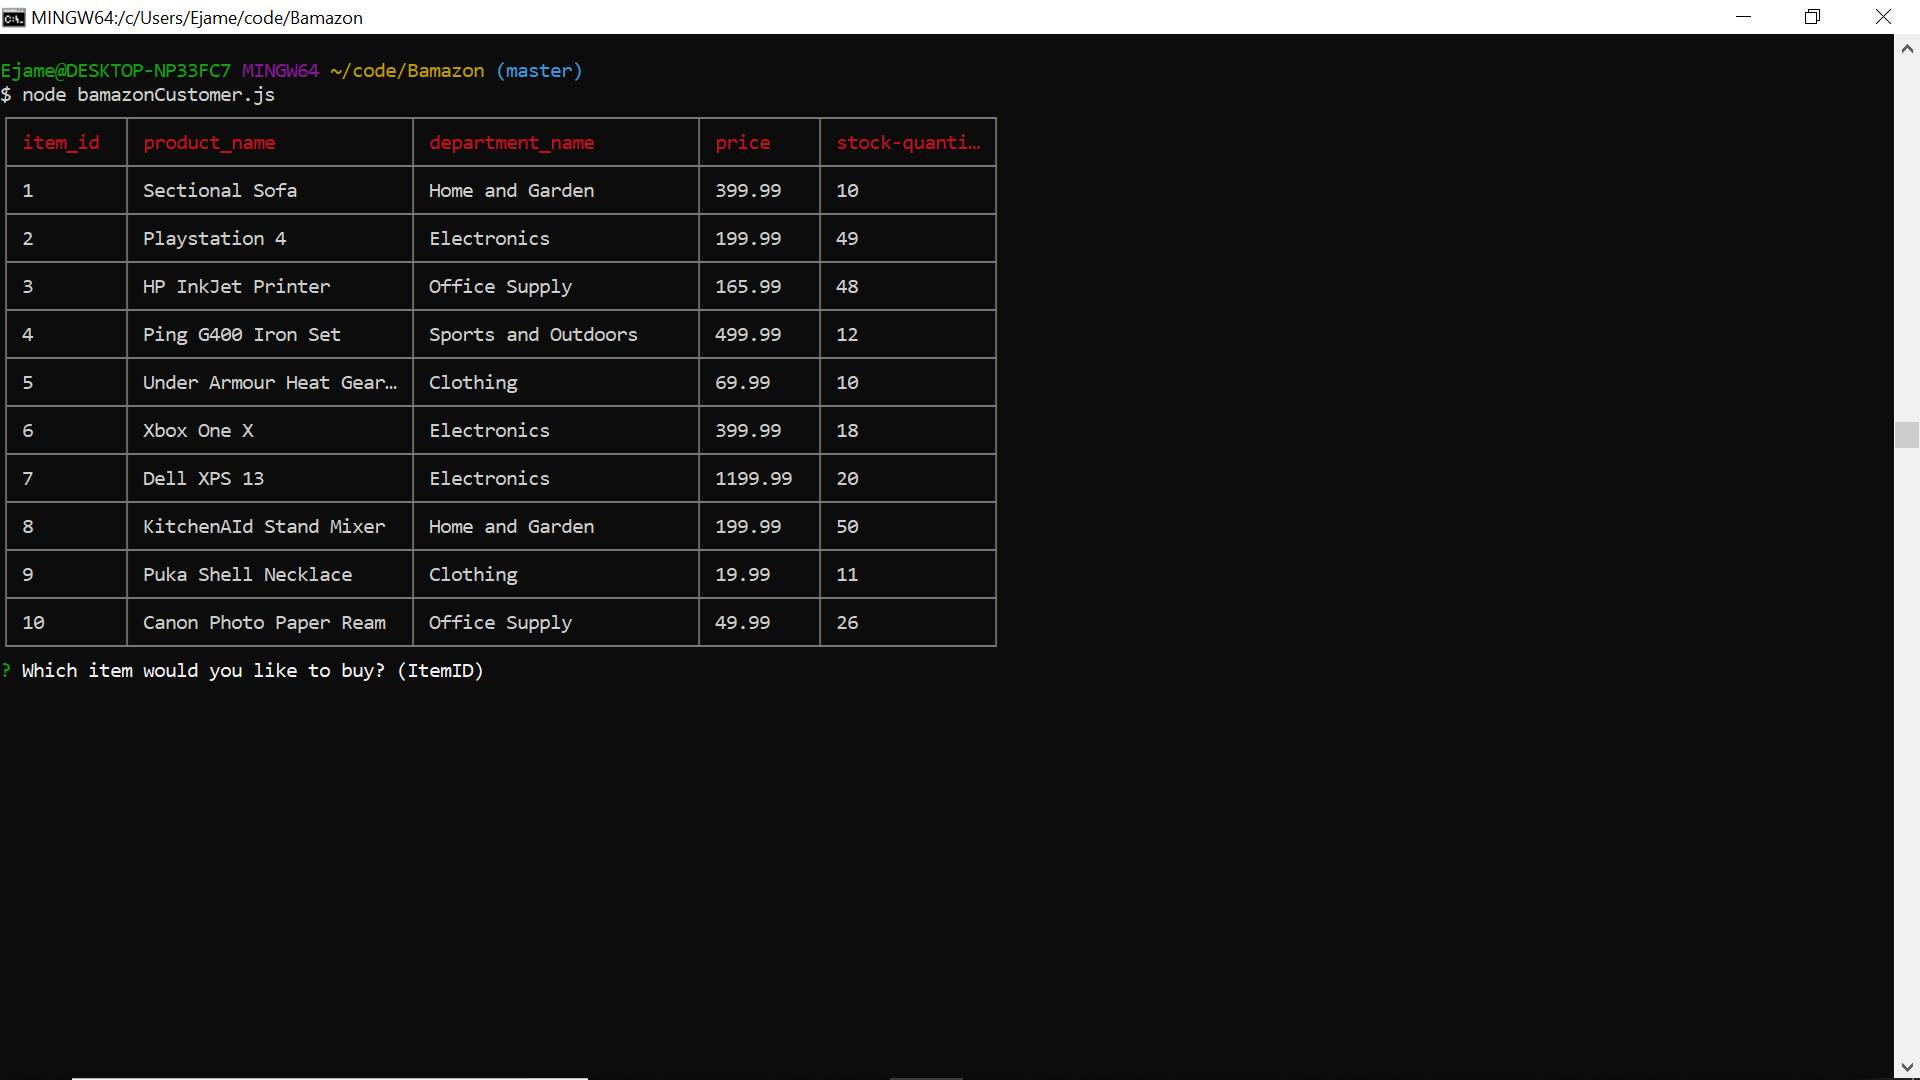 MINGW64:/c/Users/Ejame/code/Bamazon
Ejame@DESKTOP-NP33FC7 MINGW64 ~/code/Bamazon (master)
$ node bamazonCustomer.js
item_id product_name department_name price stock-quanti…
1 Sectional Sofa Home and Garden 399.99 10
2 Playstation 4 Electronics 199.99 49
3 HP InkJet Printer Office Supply 165.99 48
4 Ping G400 Iron Set Sports and Outdoors 499.99 12
5 Under Armour Heat Gear… Clothing 69.99 10
6 Xbox One X Electronics 399.99 18
7 Dell XPS 13 Electronics 1199.99 20
8 KitchenAId Stand Mixer Home and Garden 199.99 50
9 Puka Shell Necklace Clothing 19.99 11
10 Canon Photo Paper Ream Office Supply 49.99 26
? Which item would you like to buy? (ItemID)